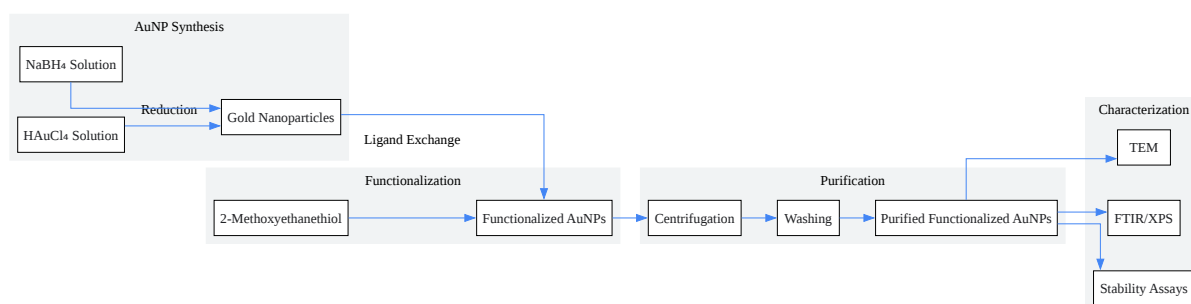 AuNP Synthesis
NaBH₄ Solution
Reduction
HAuCl₄ Solution
Gold Nanoparticles
Ligand Exchange
Functionalization
2-Methoxyethanethiol
Functionalized AuNPs
Purification
Centrifugation
Washing
Purified Functionalized AuNPs
Characterization
TEM
FTIR/XPS
Stability Assays